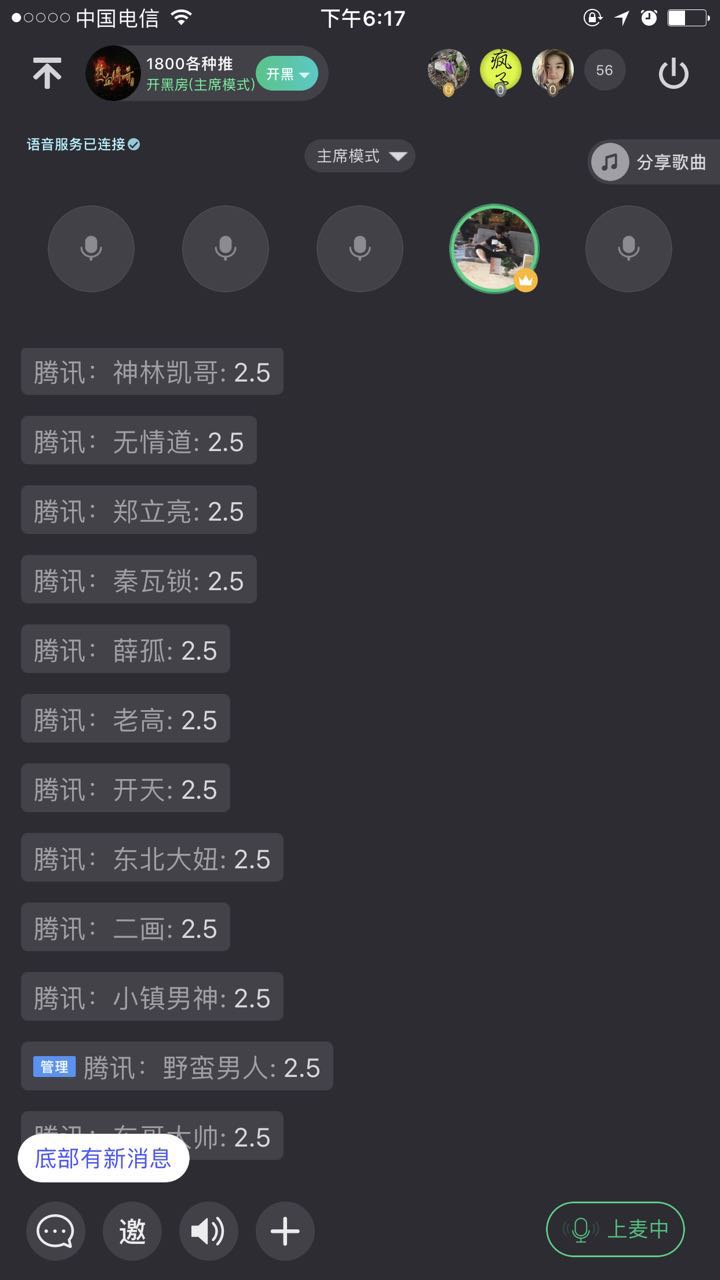 中国电信
下午6:17
1800各种推
开黑房(主席模式)
开黑
疯子
56
语音服务已连接
主席模式
分享歌曲
腾讯：神林凯哥: 2.5
腾讯：无情道: 2.5
腾讯：郑立亮: 2.5
腾讯：秦瓦锁: 2.5
腾讯：薛孤: 2.5
腾讯：老高: 2.5
腾讯：开天: 2.5
腾讯：东北大妞: 2.5
腾讯：二画: 2.5
腾讯：小镇男神: 2.5
管理 腾讯：野蛮男人: 2.5
帅: 2.5
底部有新消息
邀
上麦中